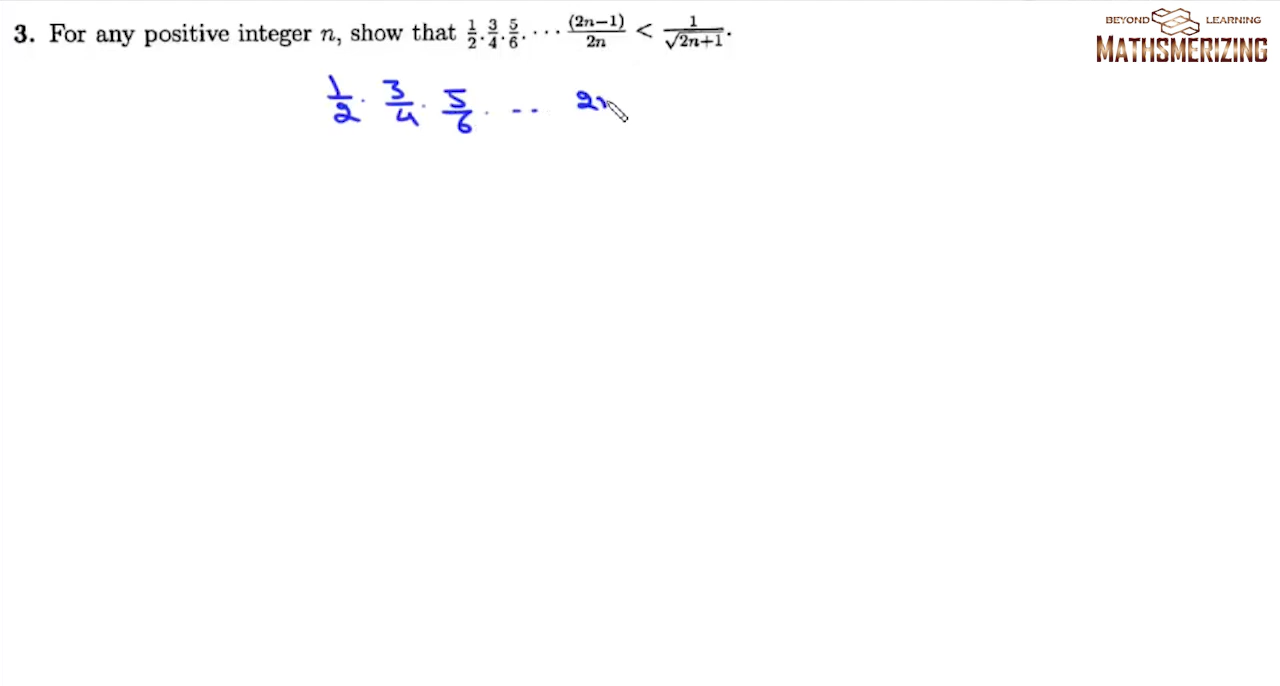 3. For any positive integer n, show that 1/2 . 3/4 . 5/6 . ··· (2n−1)/2n < 1/√2n+1.
BEYOND LEARNING
MATHSMERIZING
1/2 . 3/4 . 5/6 . -- 2n